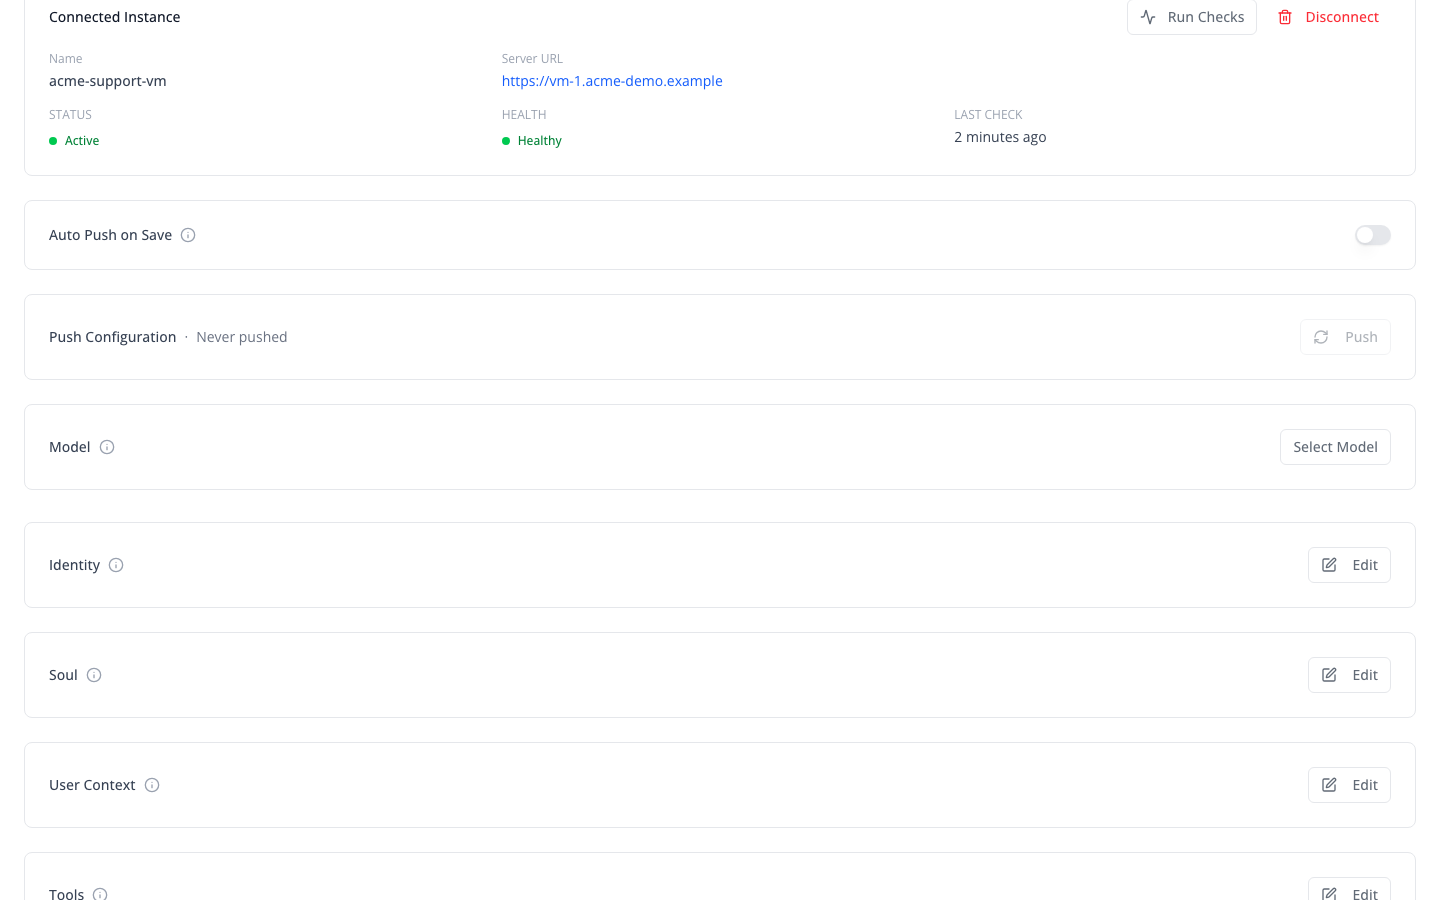 Connected Instance
Run Checks
Disconnect
Name
Server URL
acme-support-vm
https://vm-1.acme-demo.example
STATUS
HEALTH
LAST CHECK
Active
Healthy
2 minutes ago
Auto Push on Save
Push Configuration · Never pushed
Push
Model
Select Model
Identity
Edit
Soul
Edit
User Context
Edit
Tools
Edit